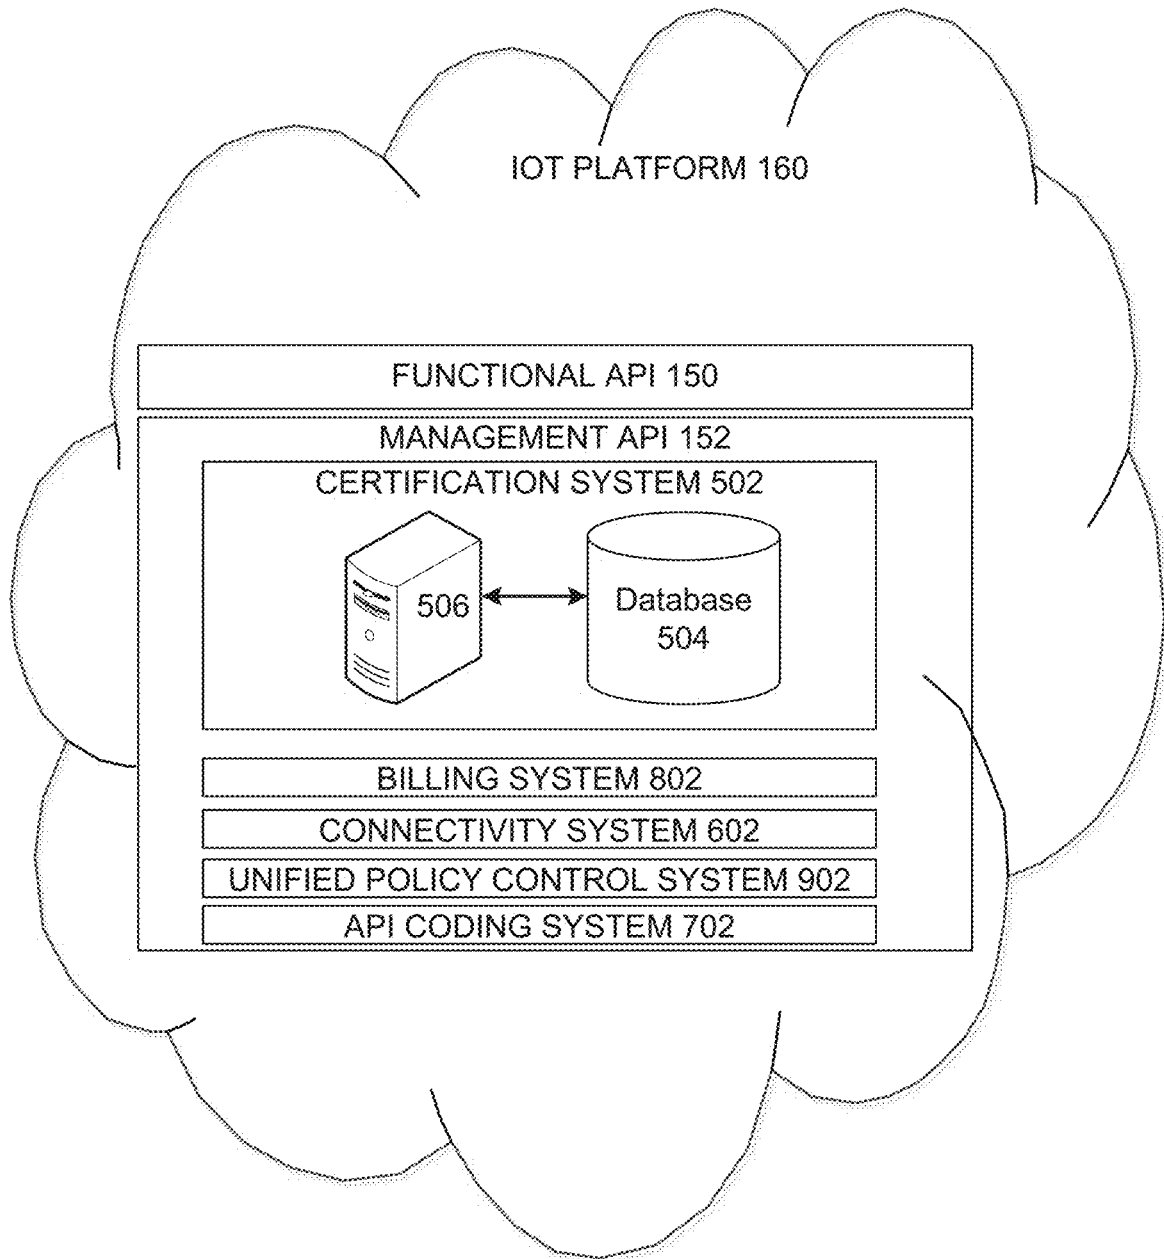 IOT PLATFORM 160
FUNCTIONAL API 150
MANAGEMENT API 152
CERTIFICATION SYSTEM 502
506
Database
504
BILLING SYSTEM 802
CONNECTIVITY SYSTEM 602
UNIFIED POLICY CONTROL SYSTEM 902
API CODING SYSTEM 702